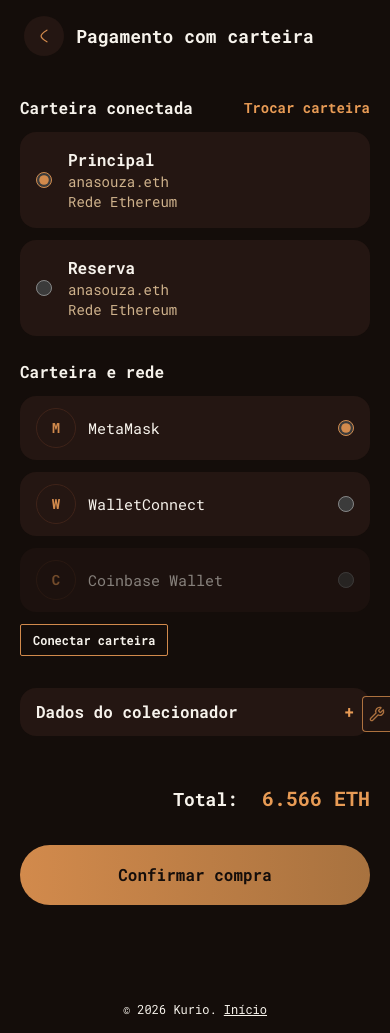 Pagamento com carteira
Carteira conectada
Trocar carteira
Principal
anasouza.eth
Rede Ethereum
Reserva
anasouza.eth
Rede Ethereum
Carteira e rede
M MetaMask
W WalletConnect
C Coinbase Wallet
Conectar carteira
Dados do colecionador +
Total: 6.566 ETH
Confirmar compra
© 2026 Kurio. Início